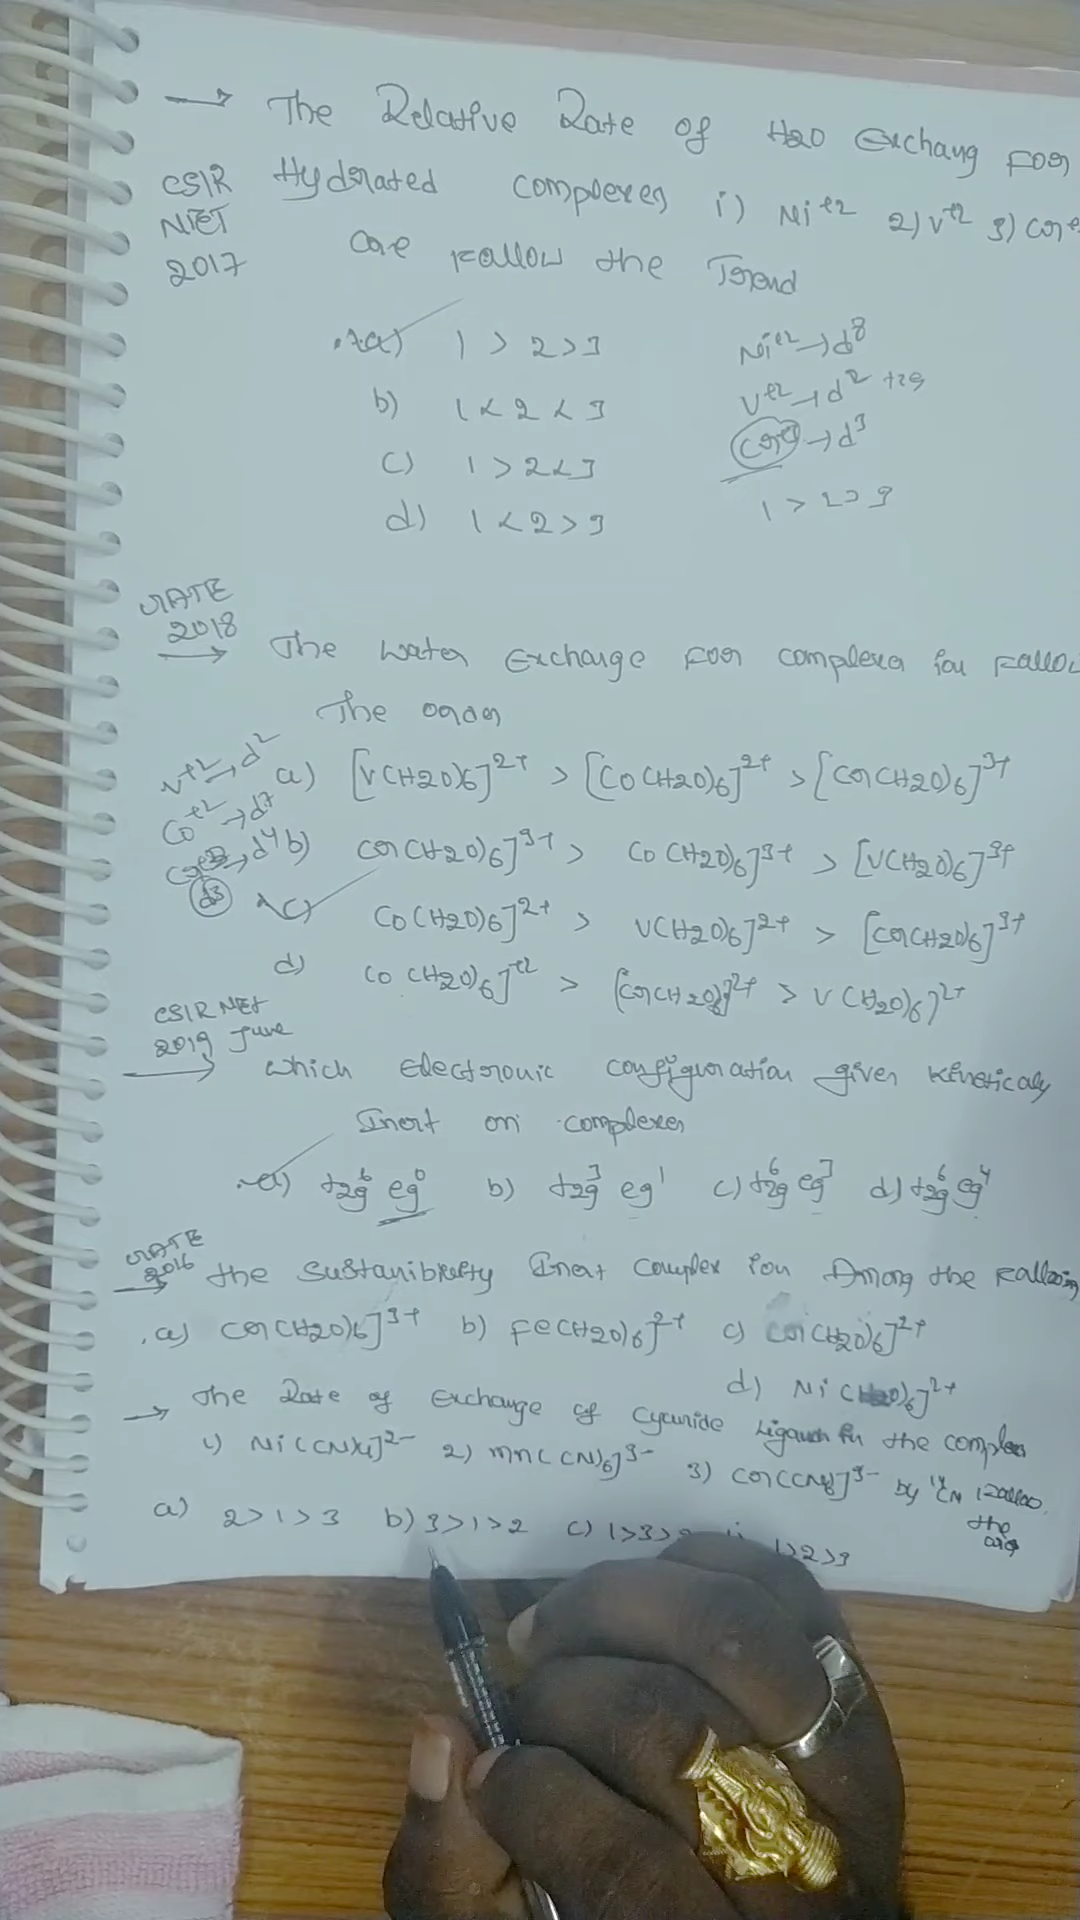 → The Relative Rate of H2O Exchang For
CSIR NET 2017
Hydrated complexes i) Ni+2 2) V+2 3) Cr+
are Fallow the Trend
a) 1 > 2 > 3
b) 1 < 2 < 3
c) 1 > 2 < 3
d) 1 < 2 > 3
Ni+2 → d8
V+2 → d2 t2g
→ d3
1 > 2 > 3
GATE 2018
→ The water Exchange For complexes ion Fallo
The order
V+2 → d2
Co+2 → d7
→ d4
d3
a) [V(H2O)6]2+ > [Co(H2O)6]2+ > [Cr(H2O)6]3+
b) Cr(H2O)6]3+ > Co(H2O)6]3+ > [V(H2O)6]3+
c) Co(H2O)6]2+ > V(H2O)6]2+ > [Cr(H2O)6]3+
d) Co(H2O)6]+2 > [Cr(H2O)6]2+ > V(H2O)6]2+
CSIR NET
2019 June
→ which Electronic configuration given kineticaly
Inert on complexes
a) t2g6 eg0 b) t2g3 eg1 c) t2g6 eg3 d) t2g6 eg4
GATE 2016
→ the Inert complex ion Among the
a) Cr(H2O)6]3+ b) Fe(H2O)6]2+ c) (H2O)6]2+
d) Ni(H2O)6]2+
→ The Rate of Exchange of Cyanide Ligand in the complex
1) Ni(CN)4]2- 2) Mn(CN)6]3- 3) Cr(CN)6]3- by 14CN Fallow
the
a) 2 > 1 > 3 b) 3 > 1 > 2 c) 1 > 3 > 1 > 2 > 3